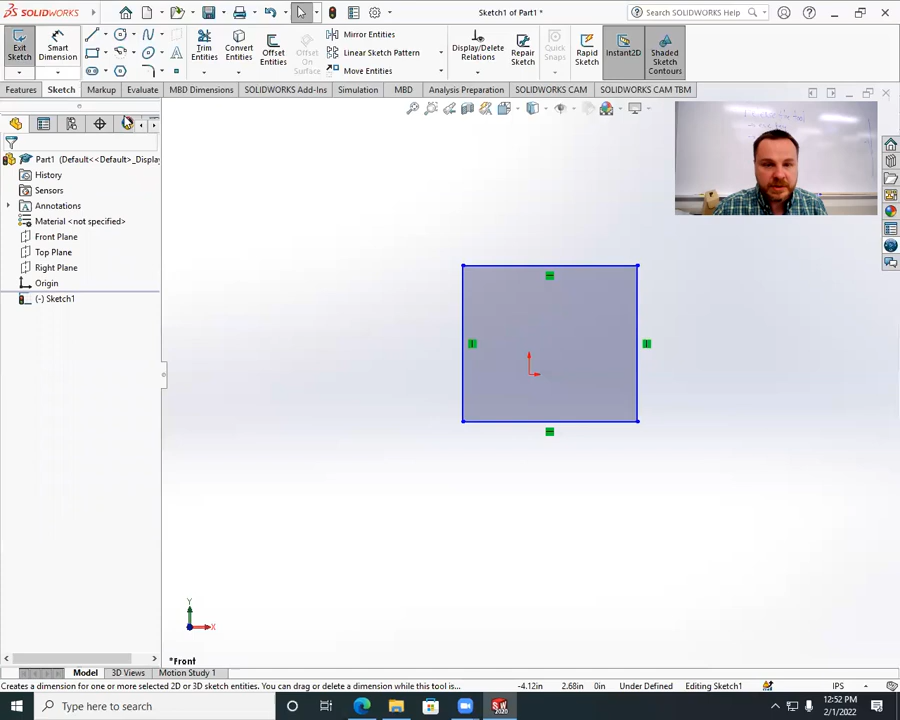 SOLIDWORKS
Sketch1 of Part1 *
Search SOLIDWORKS Help
Exit Sketch
Smart Dimension
Trim Entities
Convert Entities
Offset Entities
Offset On Surface
Mirror Entities
Linear Sketch Pattern
Move Entities
Display/Delete Relations
Repair Sketch
Quick Snaps
Rapid Sketch
Instant2D
Shaded Sketch Contours
Features Sketch Markup Evaluate MBD Dimensions SOLIDWORKS Add-Ins Simulation MBD Analysis Preparation SOLIDWORKS CAM SOLIDWORKS CAM TBM
Part1 (Default<<Default>_Display
History
Sensors
Annotations
Material <not specified>
Front Plane
Top Plane
Right Plane
Origin
(-) Sketch1
Y
X
*Front
Model 3D Views Motion Study 1
Creates a dimension for one or more selected 2D or 3D sketch entities. You can drag or delete a dimension while this tool is... -4.12in 2.68in 0in Under Defined Editing Sketch1 IPS
Type here to search
SW
2020
12:52 PM
2/1/2022